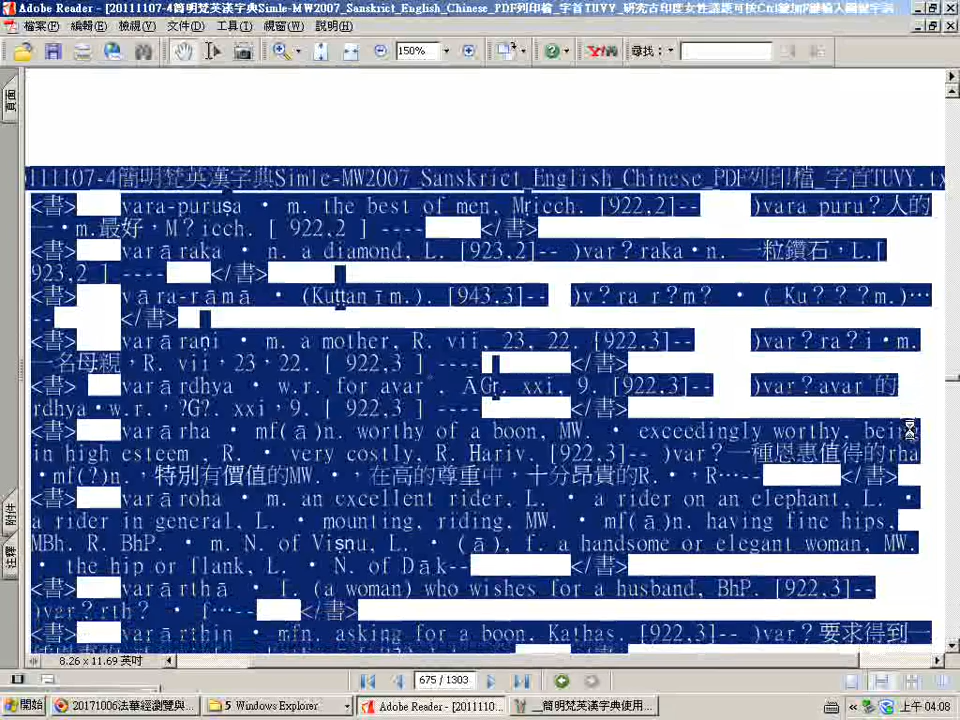 Adobe Reader - [20111107-4簡明梵英漢字典Simle-MW2007_Sanskrict_English_Chinese_PDF列印檔_字首TUVY_研究古印度女性議題可按Ctrl鍵加F鍵輸入關鍵字詞
檔案(F) 編輯(E) 檢視(V) 文件(D) 工具(T) 視窗(W) 說明(H)
150% 尋找:
頁面
附件
注釋
111107-4簡明梵英漢字典Simle-MW2007_Sanskrict_English_Chinese_PDF列印檔_字首TUVY.tx
<書> vara-puruṣa • m. the best of men, Mṛicch. [922,2]-- )vara puru？人的
一，m.最好，M？icch. [ 922,2 ] ---- </書>
<書> varāraka • n. a diamond, L. [923,2]-- )var？raka • n. 一粒鑽石，L.[
923,2 ] ---- </書>
<書> vāra-rāmā • (Kuṭṭanīm.). [943,3]-- )v？ra r？m？ • ( Ku？？？m.)…
-- </書>
<書> varāraṇi • m. a mother, R. vii, 23, 22. [922,3]-- )var？ra？i • m.
一名母親，R. vii，23，22. [ 922,3 ] ---- </書>
<書> varārdhya • w.r. for avar°. ĀGṛ. xxi, 9. [922,3]-- )var？avar°的
rdhya • w.r.，?G?. xxi，9. [ 922,3 ] ---- </書>
<書> varārha • mf(ā)n. worthy of a boon, MW. • exceedingly worthy, being
in high esteem , R. • very costly, R. Hariv. [922,3]-- )var？一種恩惠值得的rha
• mf(?)n. 特別有價值的MW.•，在高的尊重中，十分昂貴的R.，R…-- </書>
<書> varāroha • m. an excellent rider, L. • a rider on an elephant, L. •
a rider in general, L. • mounting, riding, MW. • mf(ā)n. having fine hips,
MBh. R. BhP. • m. N. of Viṣṇu, L. • (ā), f. a handsome or elegant woman, MW.
• the hip or flank, L. • N. of Dāk-- </書>
<書> varārthā • f. (a woman) who wishes for a husband, BhP. [922,3]--
)var？rth？ • f…-- </書>
<書> varārthin • mfn. asking for a boon. Kathas. [922,3]-- )var？要求得到一
8.26 x 11.69 英吋
675 / 1303
開始 20171006法華經瀏覽與... 5 Windows Explorer Adobe Reader - [2011110... __簡明梵英漢字典使用... 上午 04:08